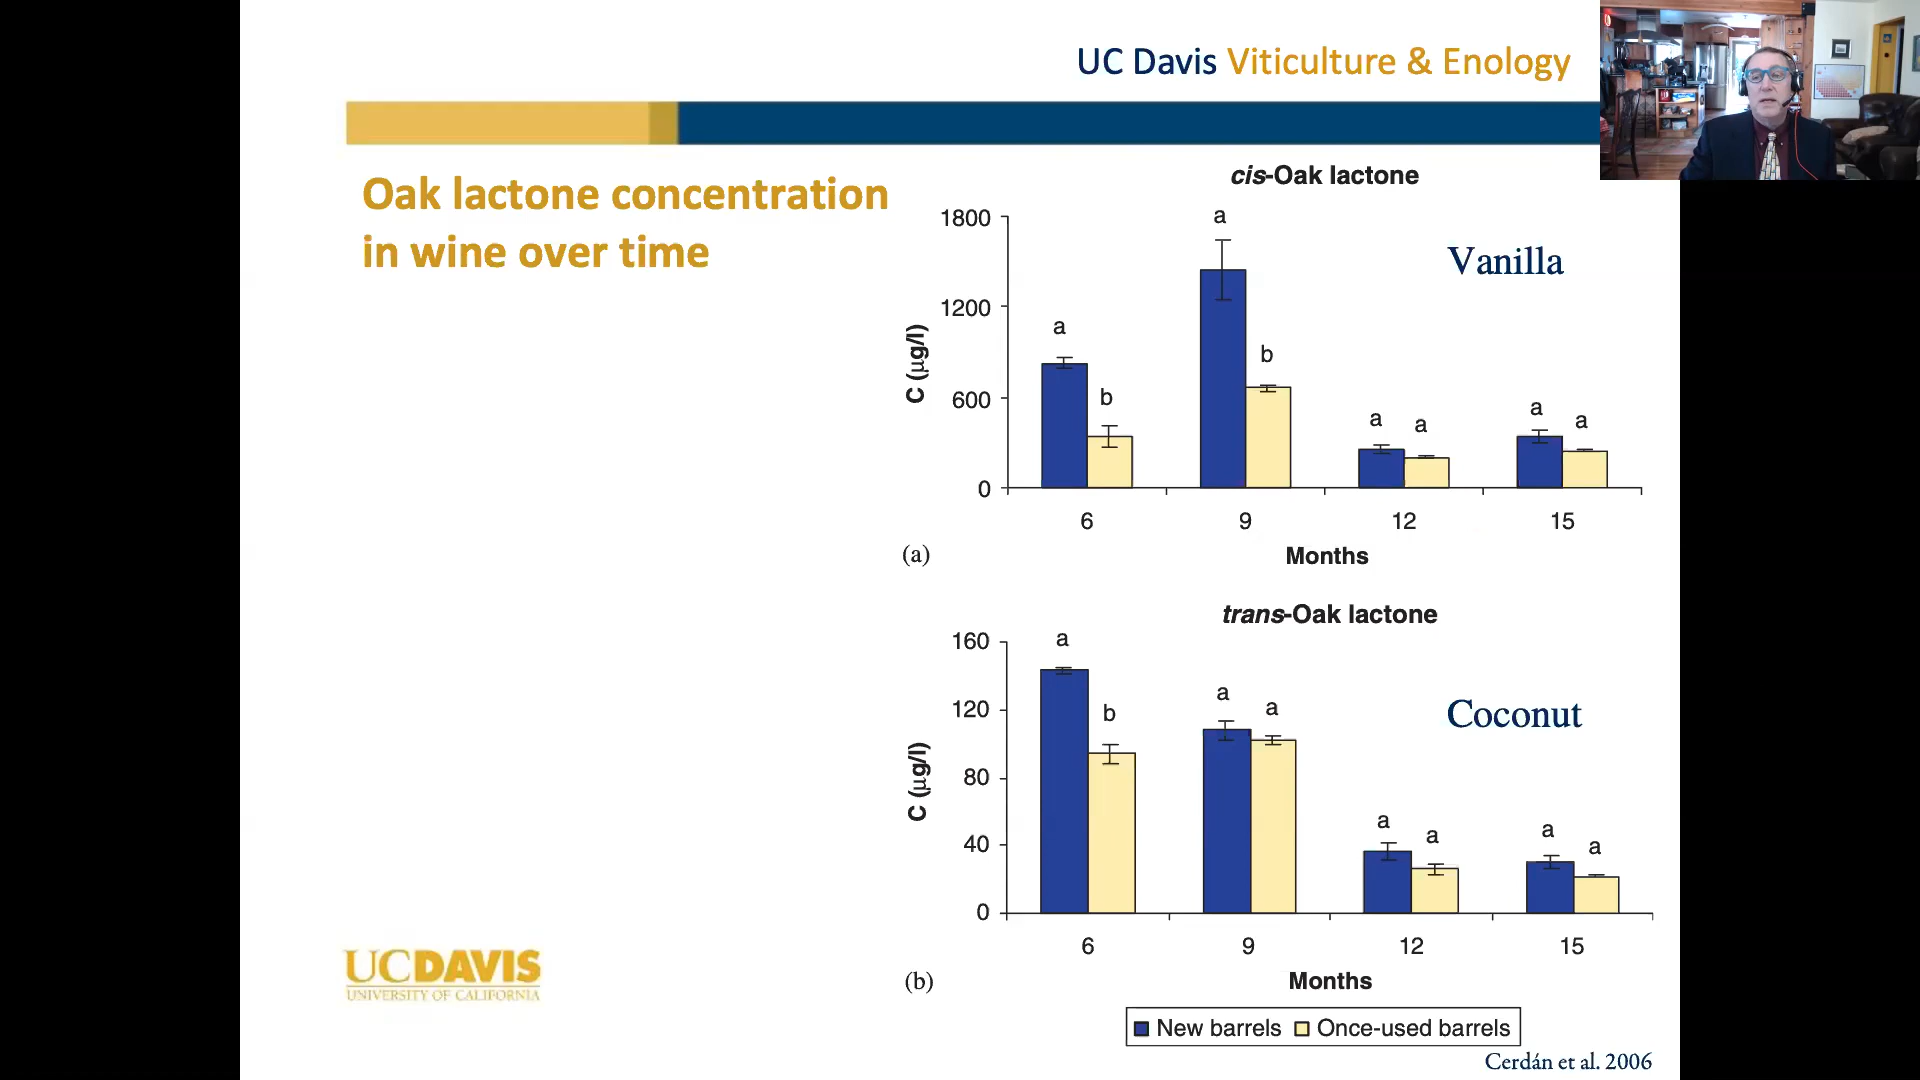 UC Davis Viticulture & Enology
Oak lactone concentration
in wine over time
cis-Oak lactone
1800
1200
600
0
C (µg/l)
a
b
a
b
a
a
a
a
Vanilla
6 9 12 15
Months
(a)
trans-Oak lactone
160
120
80
40
0
C (µg/l)
a
b
a
a
a
a
a
a
Coconut
6 9 12 15
Months
(b)
New barrels Once-used barrels
Cerdán et al. 2006
UCDAVIS
UNIVERSITY OF CALIFORNIA